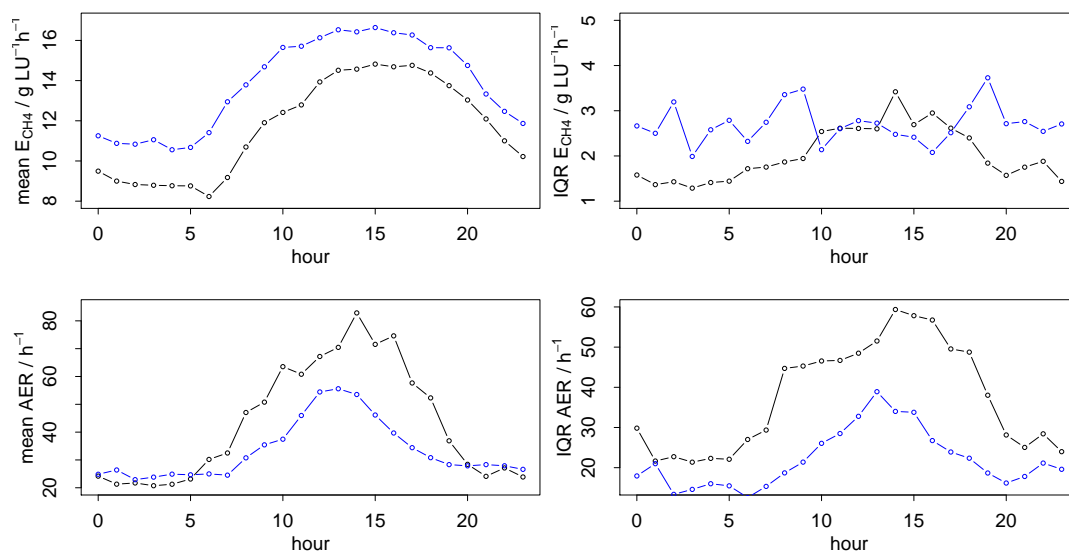 mean E_CH4 / g LU⁻¹h⁻¹
16
14
12
10
8
0 5 10 15 20
hour
IQR E_CH4 / g LU⁻¹h⁻¹
5
4
3
2
1
0 5 10 15 20
hour
mean AER / h⁻¹
80
60
40
20
0 5 10 15 20
hour
IQR AER / h⁻¹
60
50
40
30
20
0 5 10 15 20
hour